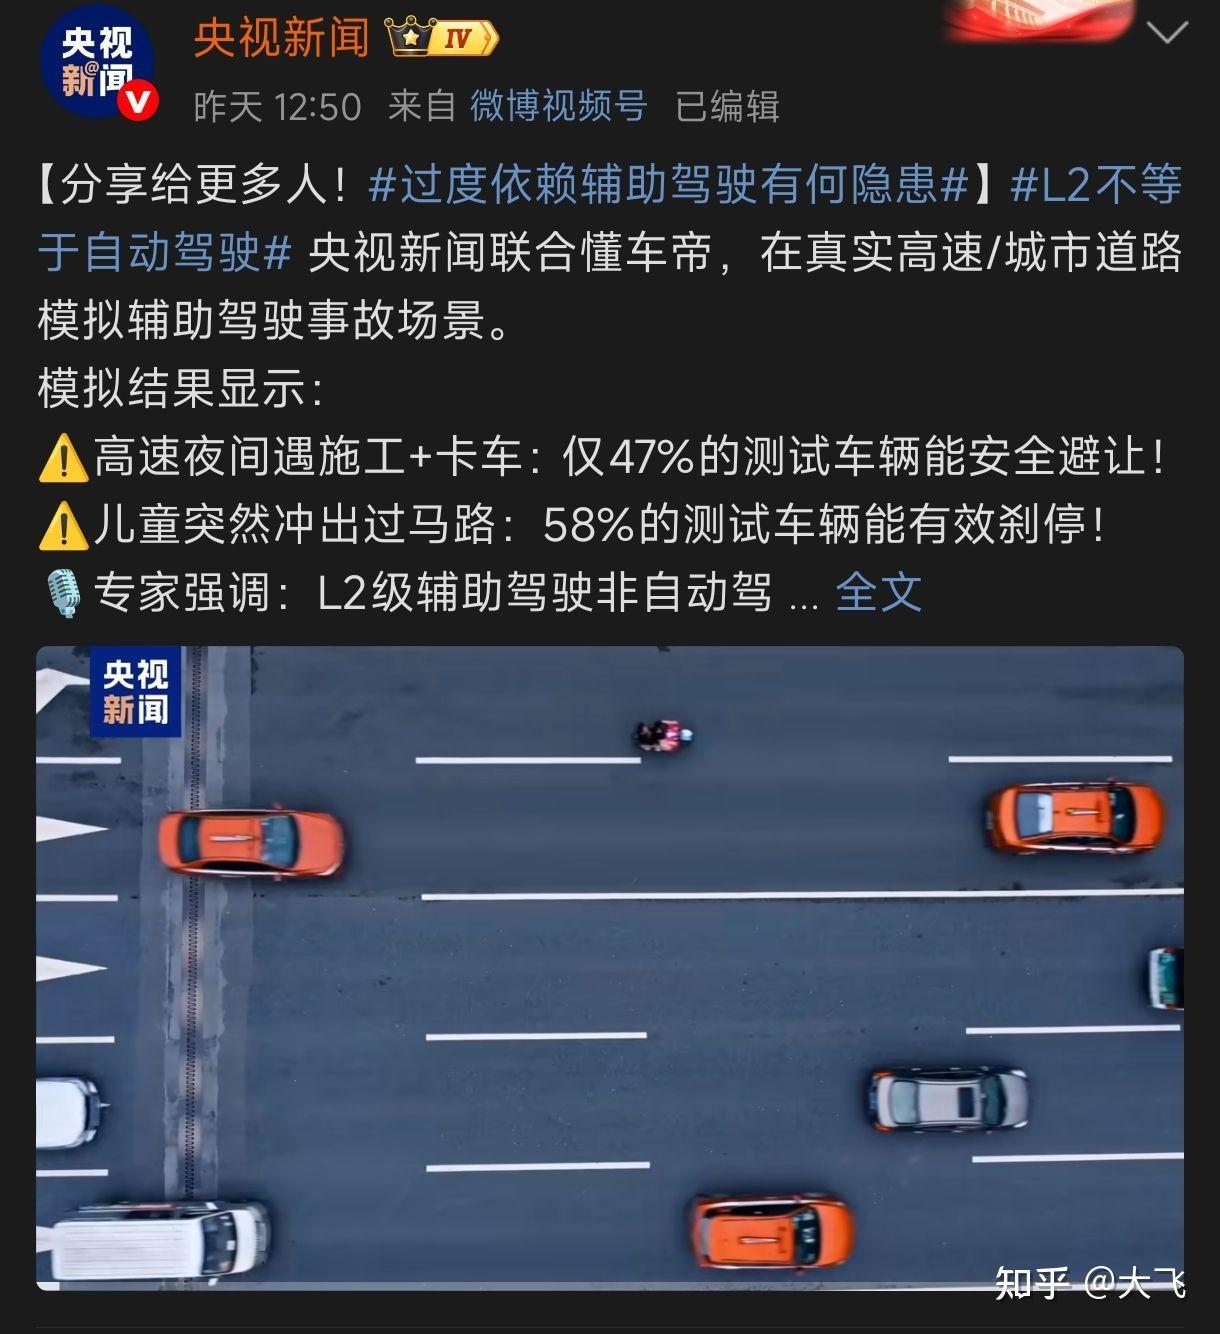 央视
新@闻
央视新闻 IV
昨天 12:50 来自 微博视频号 已编辑
【分享给更多人！#过度依赖辅助驾驶有何隐患#】#L2不等
于自动驾驶# 央视新闻联合懂车帝，在真实高速/城市道路
模拟辅助驾驶事故场景。
模拟结果显示：
⚠️高速夜间遇施工+卡车：仅47%的测试车辆能安全避让！
⚠️儿童突然冲出过马路：58%的测试车辆能有效刹停！
🎙️专家强调：L2级辅助驾驶非自动驾 ... 全文
央视
新闻
知乎 @大飞